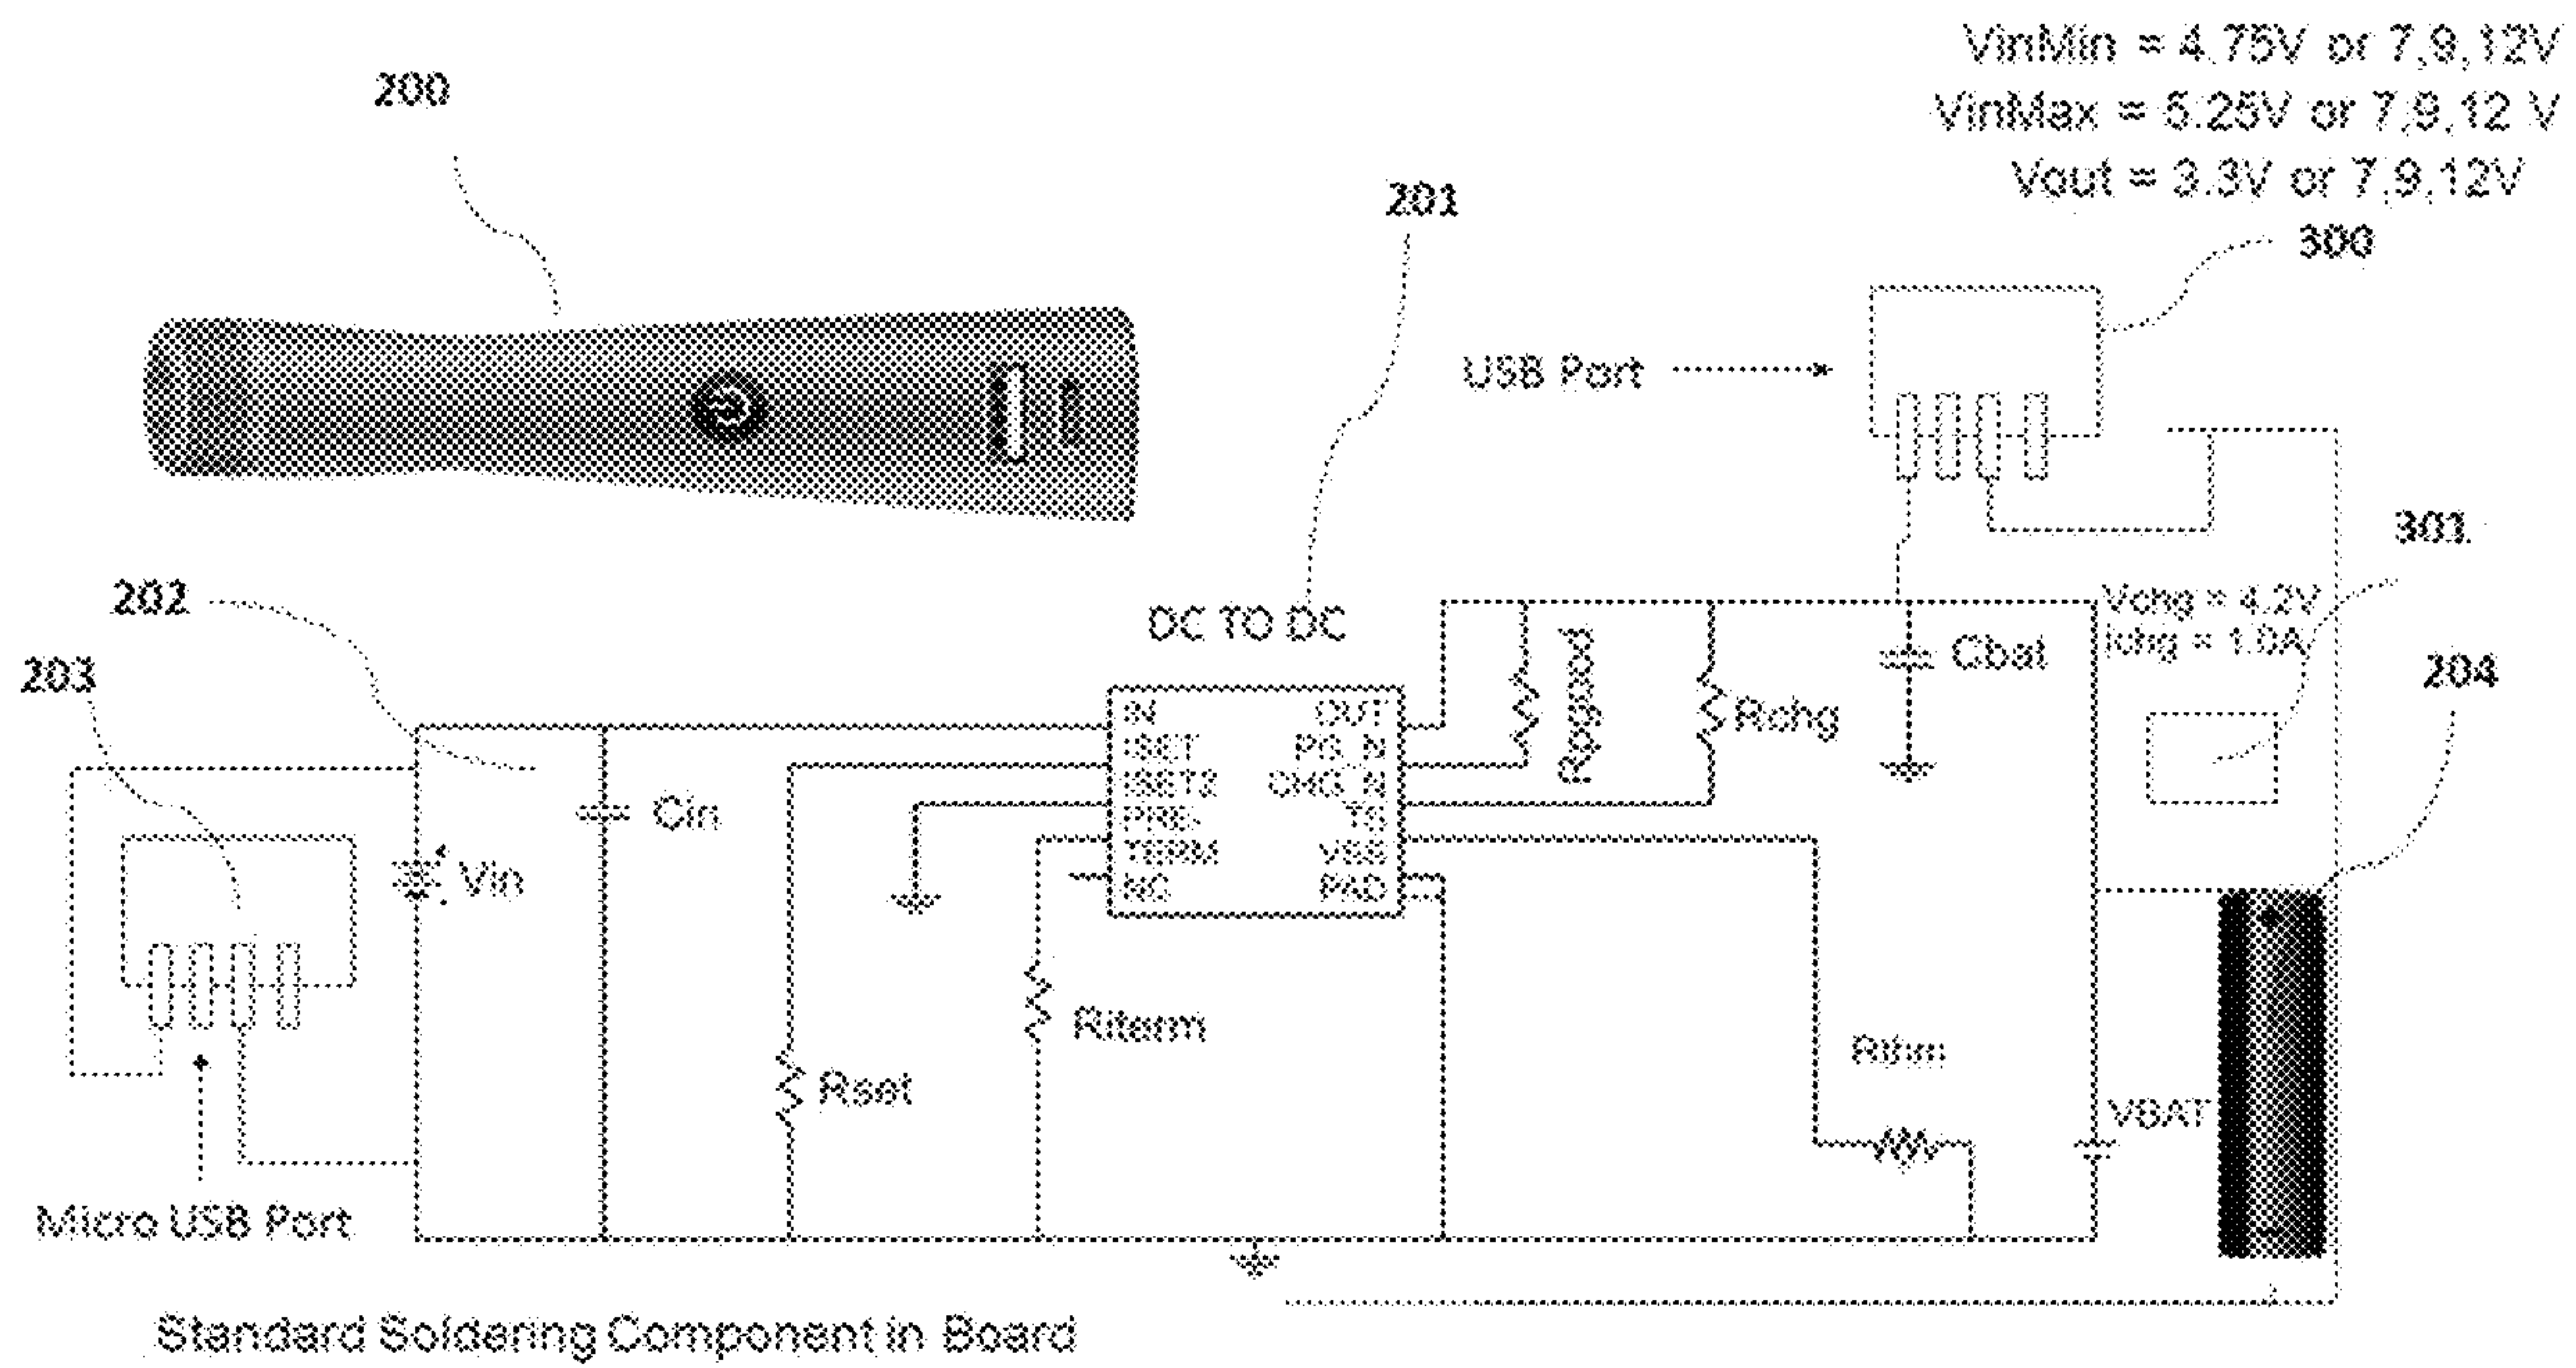 VinMin = 4.75V or 7,9,12V
VinMax = 5.25V or 7,9,12 V
Vout = 3.3V or 7,9,12V
200
201
300
USB Port
301
202
DC TO DC
Vchg = 4.2V
Ichg = 1.0A
203
204
Cbat
Rpgood
Rchg
IN OUT
ISET PG_N
ISET2 CHG_N
PRE- TS
TERM VSS
NC PAD
Cin
Vin
Riterm
Rset
Rthm
VBAT
Micro USB Port
Standard Soldering Component in Board